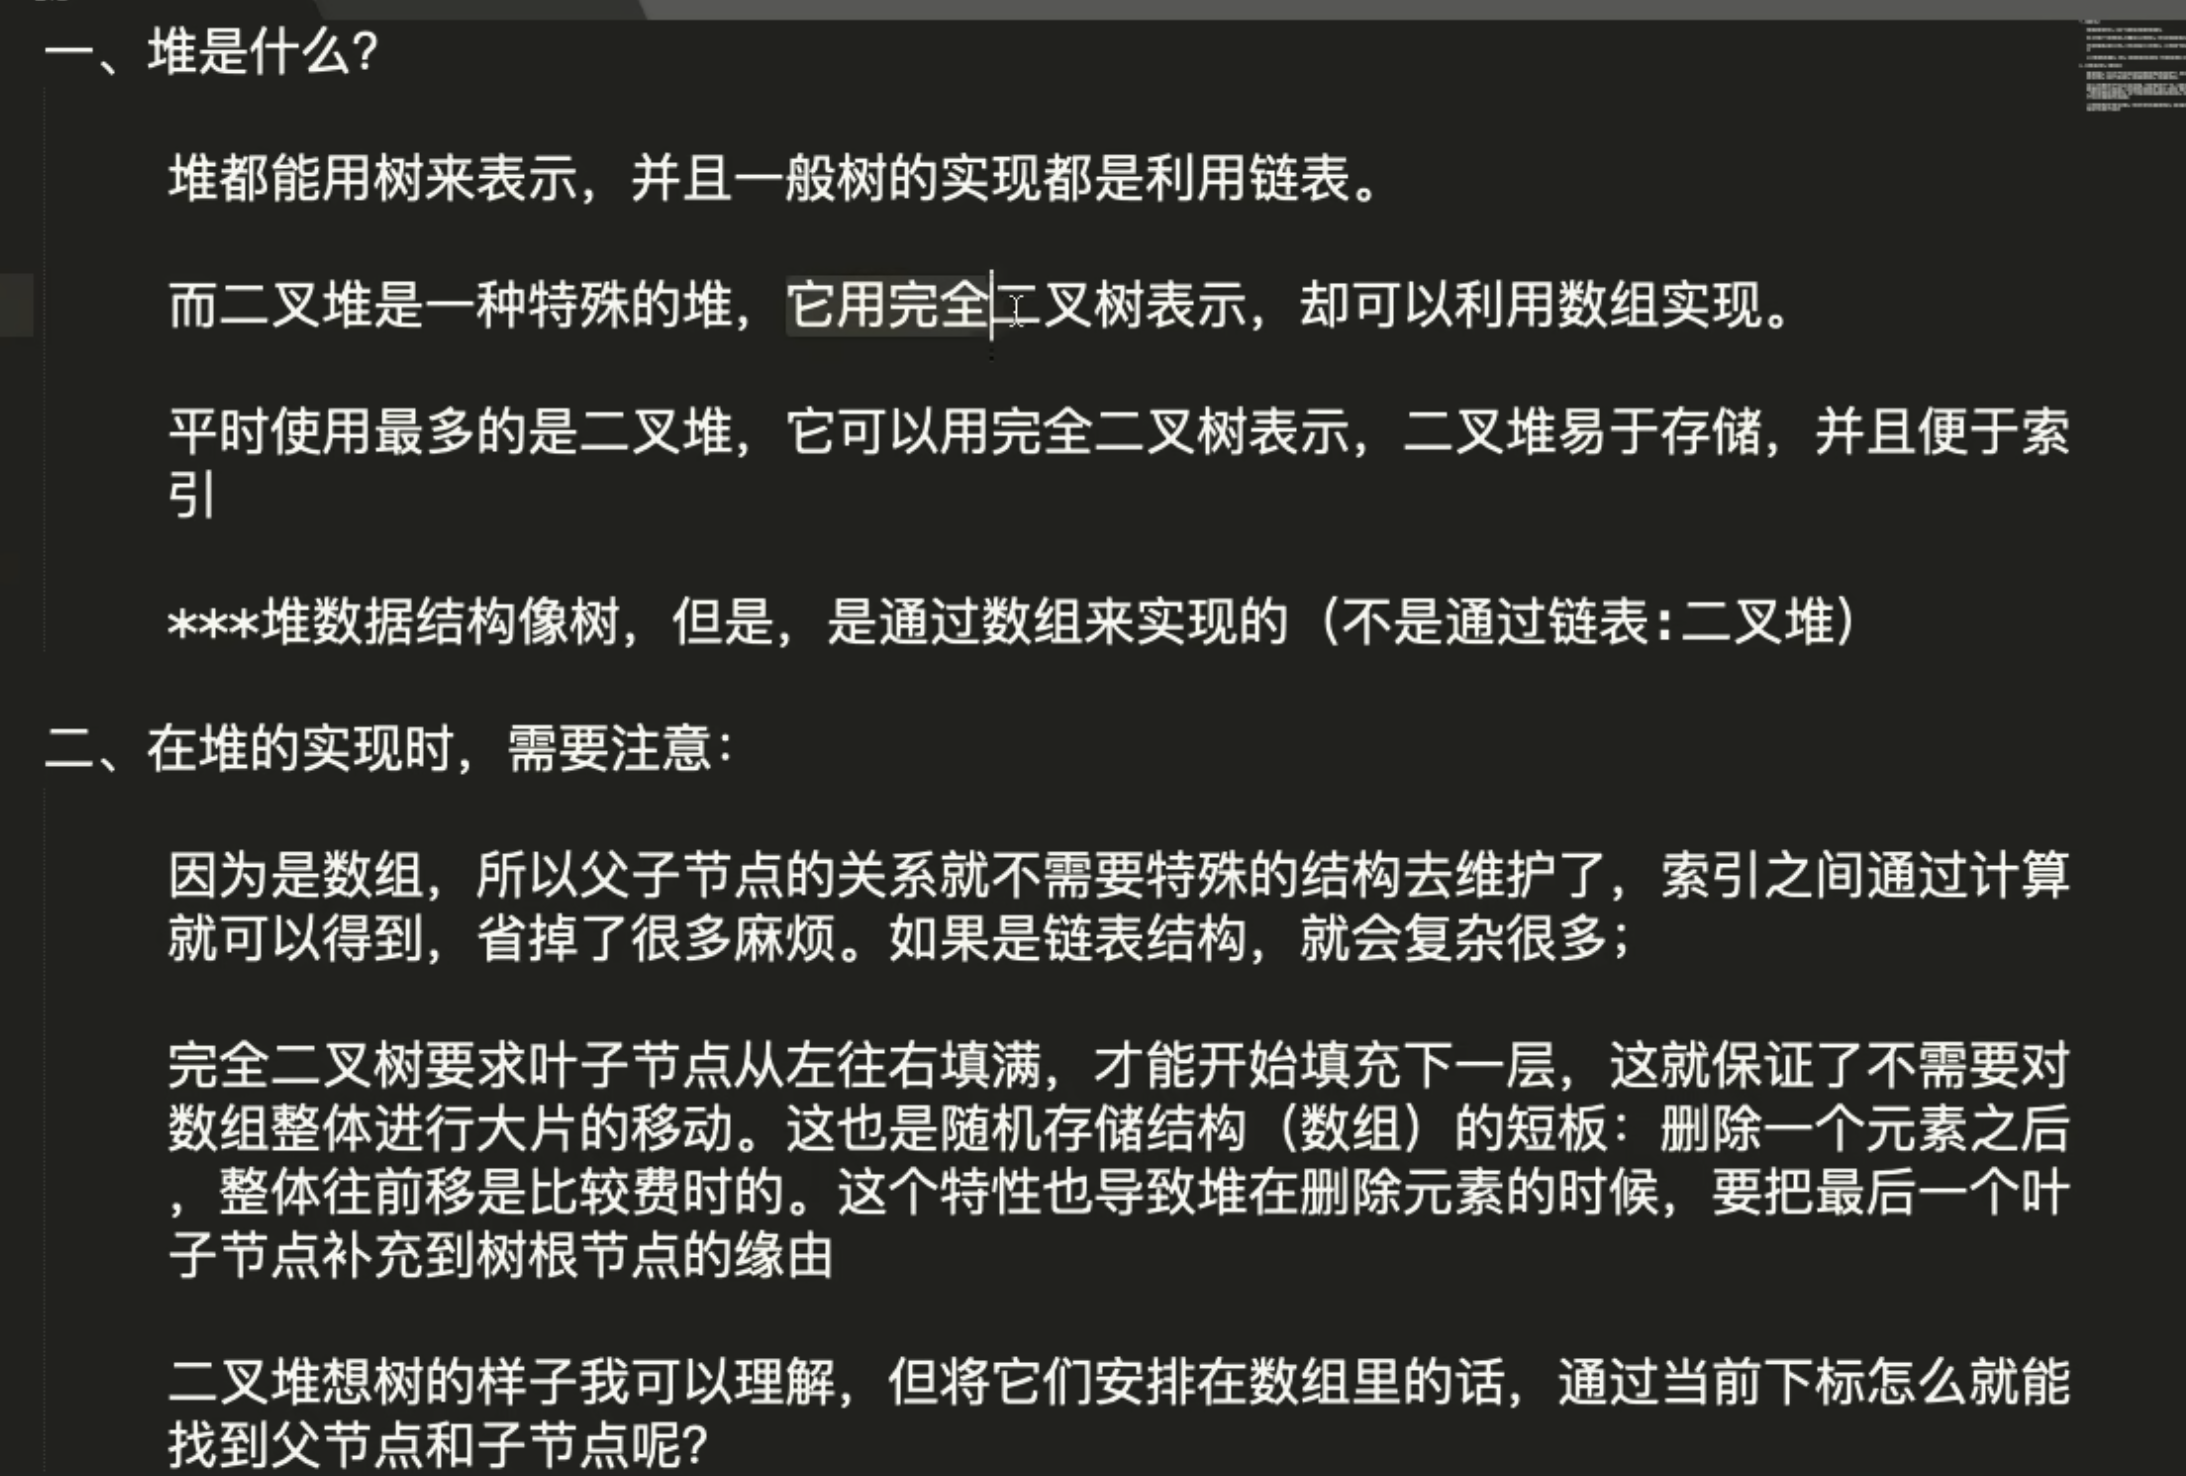 一、堆是什么?
堆都能用树来表示，并且一般树的实现都是利用链表。
而二叉堆是一种特殊的堆，它用完全二叉树表示，却可以利用数组实现。
平时使用最多的是二叉堆，它可以用完全二叉树表示，二叉堆易于存储，并且便于索
引
***堆数据结构像树，但是，是通过数组来实现的（不是通过链表:二叉堆）
二、在堆的实现时，需要注意：
因为是数组，所以父子节点的关系就不需要特殊的结构去维护了，索引之间通过计算
就可以得到，省掉了很多麻烦。如果是链表结构，就会复杂很多；
完全二叉树要求叶子节点从左往右填满，才能开始填充下一层，这就保证了不需要对
数组整体进行大片的移动。这也是随机存储结构（数组）的短板：删除一个元素之后
，整体往前移是比较费时的。这个特性也导致堆在删除元素的时候，要把最后一个叶
子节点补充到树根节点的缘由
二叉堆想树的样子我可以理解，但将它们安排在数组里的话，通过当前下标怎么就能
找到父节点和子节点呢?